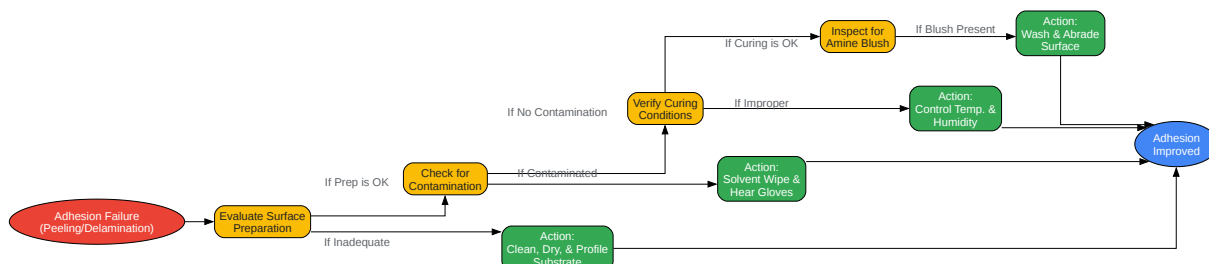 Adhesion Failure
(Peeling/Delamination)
Evaluate Surface
Preparation
If Prep is OK
If Inadequate
Check for
Contamination
If No Contamination
If Contaminated
Action:
Clean, Dry, & Profile
Substrate
Verify Curing
Conditions
If Curing is OK
If Improper
Action:
Solvent Wipe &
Hear Gloves
Inspect for
Amine Blush
If Blush Present
Action:
Control Temp. &
Humidity
Action:
Wash & Abrade
Surface
Adhesion
Improved